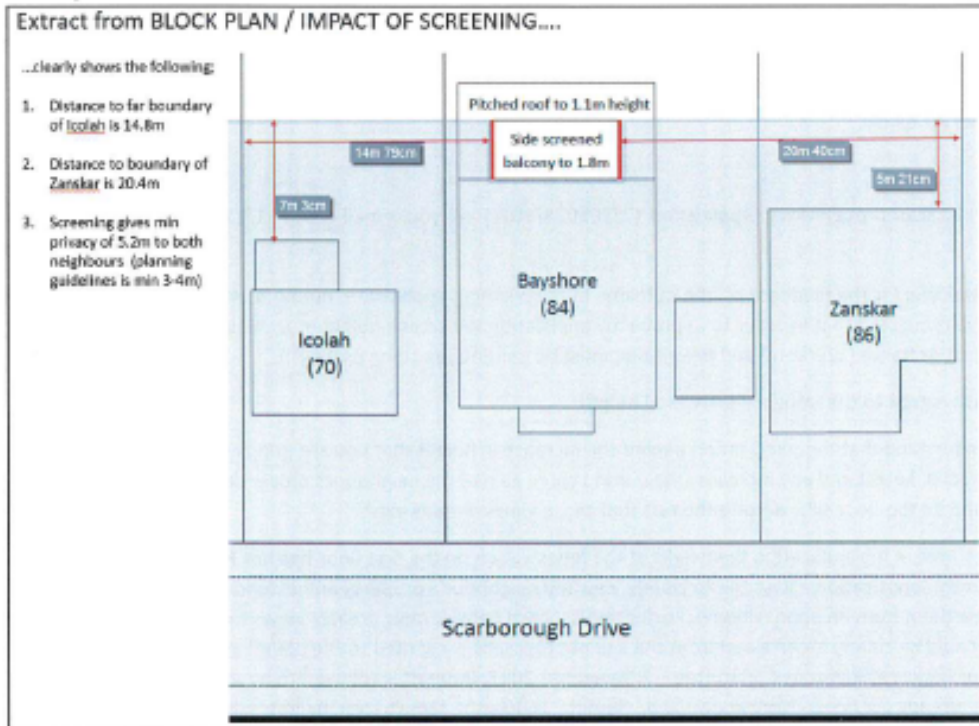 Extract from BLOCK PLAN / IMPACT OF SCREENING....
...clearly shows the following;
1. Distance to far boundary
of Icolah is 14.8m
2. Distance to boundary of
Zanskar is 20.4m
3. Screening gives min
privacy of 5.2m to both
neighbours (planning
guidelines is min 3-4m)
Pitched roof to 1.1m height
Side screened
balcony to 1.8m
14m 79cm
20m 40cm
7m 3cm
5m 21cm
Bayshore
(84)
Icolah
(70)
Zanskar
(86)
Scarborough Drive